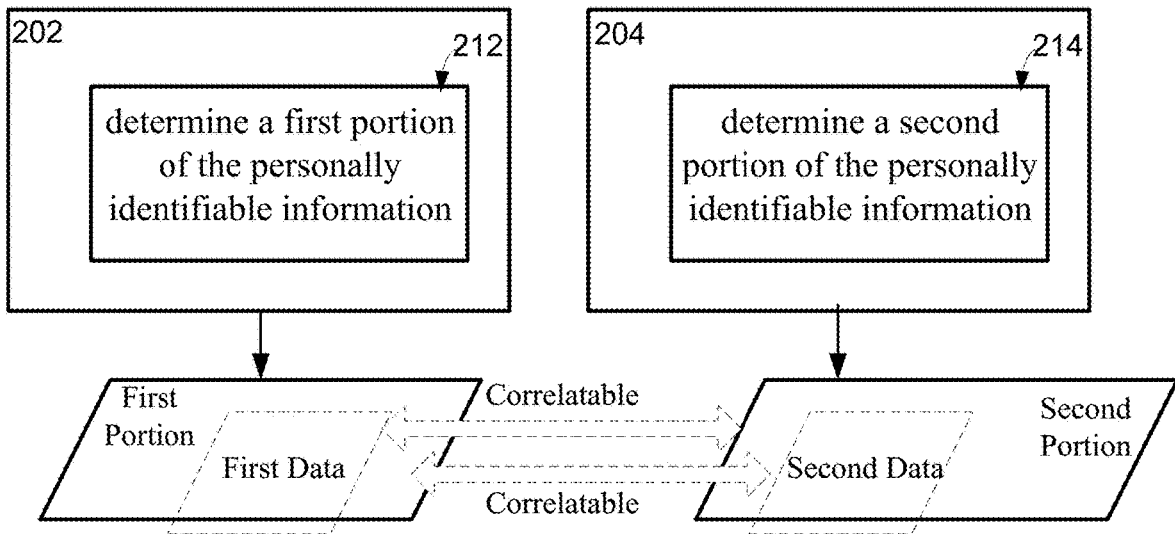 202
212
determine a first portion
of the personally
identifiable information
204
214
determine a second
portion of the personally
identifiable information
First
Portion
First Data
Correlatable
Correlatable
Second
Portion
Second Data